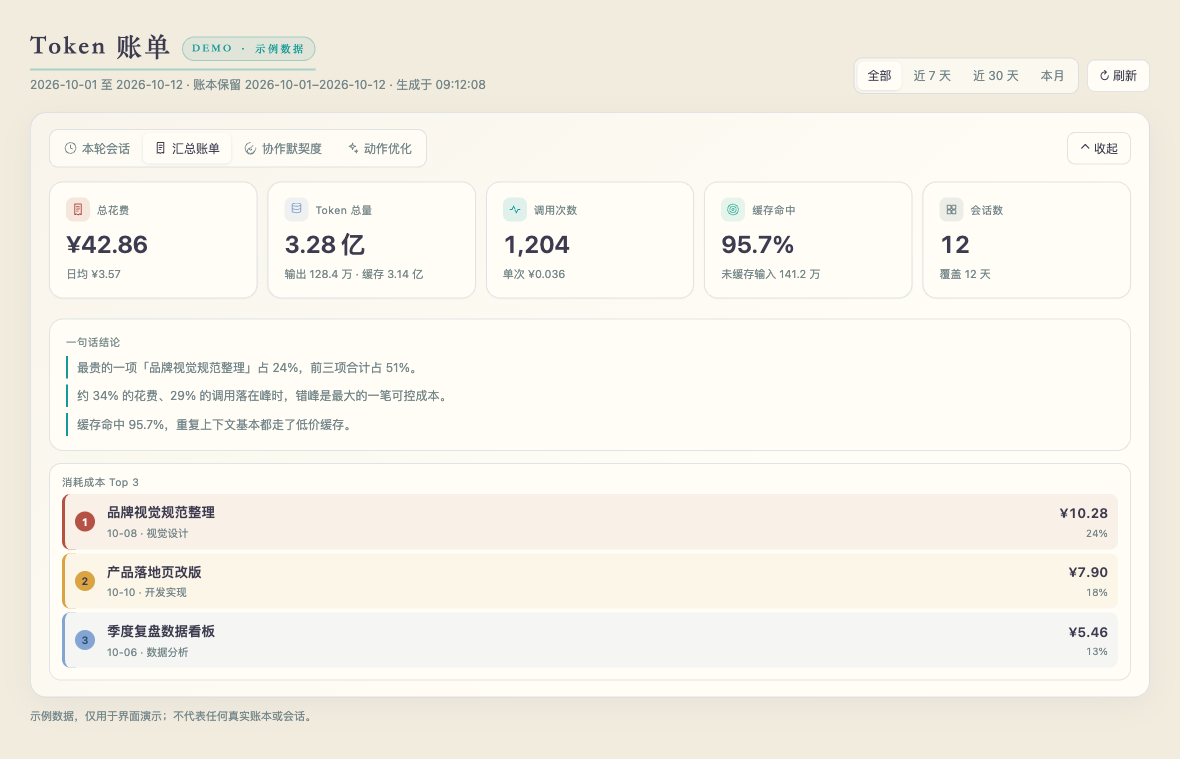 Token 账单
DEMO · 示例数据
2026-10-01 至 2026-10-12 · 账本保留 2026-10-01–2026-10-12 · 生成于 09:12:08
全部 近 7 天 近 30 天 本月 刷新
本轮会话 汇总账单 协作默契度 动作优化 收起
总花费
¥42.86
日均 ¥3.57
Token 总量
3.28 亿
输出 128.4 万 · 缓存 3.14 亿
调用次数
1,204
单次 ¥0.036
缓存命中
95.7%
未缓存输入 141.2 万
会话数
12
覆盖 12 天
一句话结论
最贵的一项「品牌视觉规范整理」占 24%，前三项合计占 51%。
约 34% 的花费、29% 的调用落在峰时，错峰是最大的一笔可控成本。
缓存命中 95.7%，重复上下文基本都走了低价缓存。
消耗成本 Top 3
1 品牌视觉规范整理 ¥10.28
10-08 · 视觉设计 24%
2 产品落地页改版 ¥7.90
10-10 · 开发实现 18%
3 季度复盘数据看板 ¥5.46
10-06 · 数据分析 13%
示例数据，仅用于界面演示；不代表任何真实账本或会话。